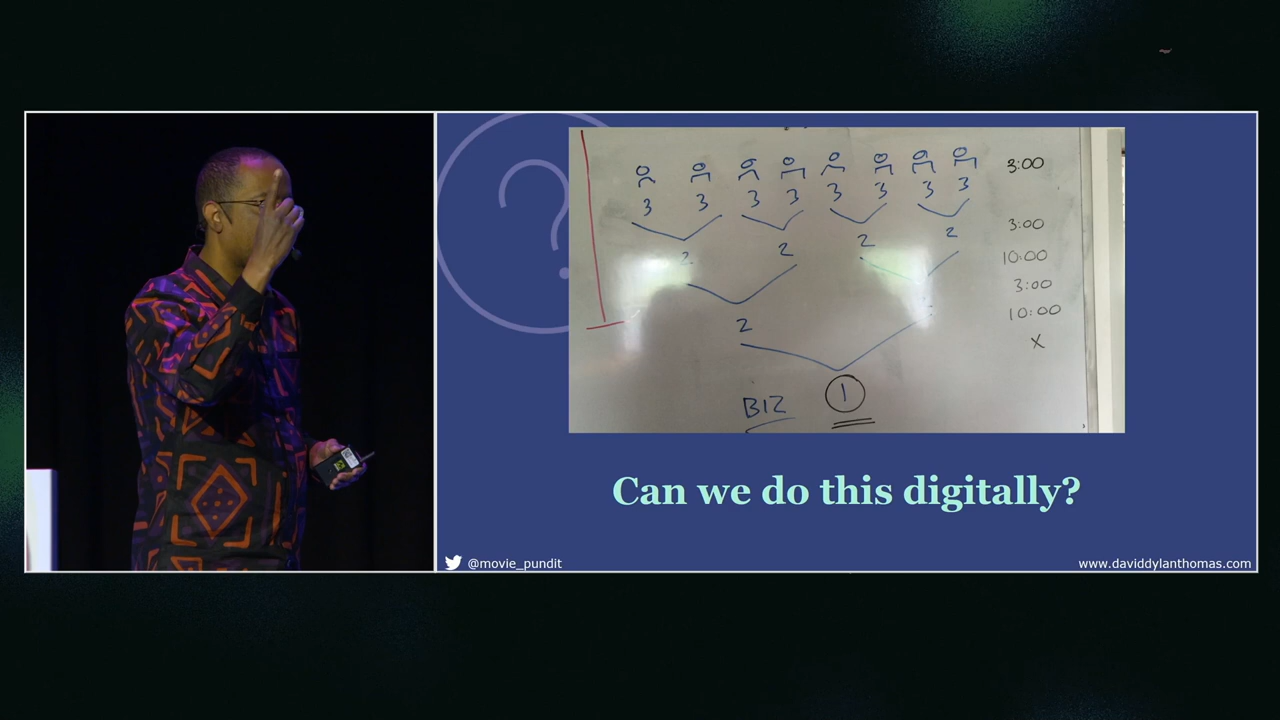 3 3 3 3 3 3 3 3 3:00
3:00
2 2 2 2
10:00
3:00
10:00
2
X
BIZ 1
Can we do this digitally?
@movie_pundit
www.daviddylanthomas.com